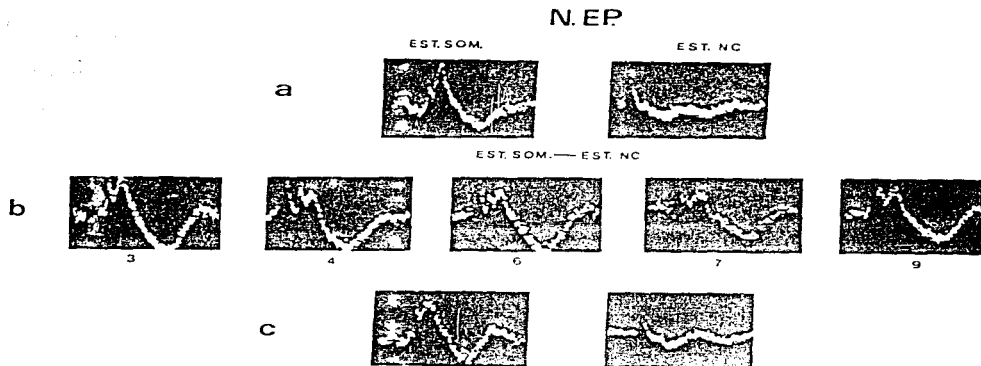 N. EP.
EST. SOM. EST. NC
a
EST. SOM. — EST. NC
b
3 4 6 7 9
c